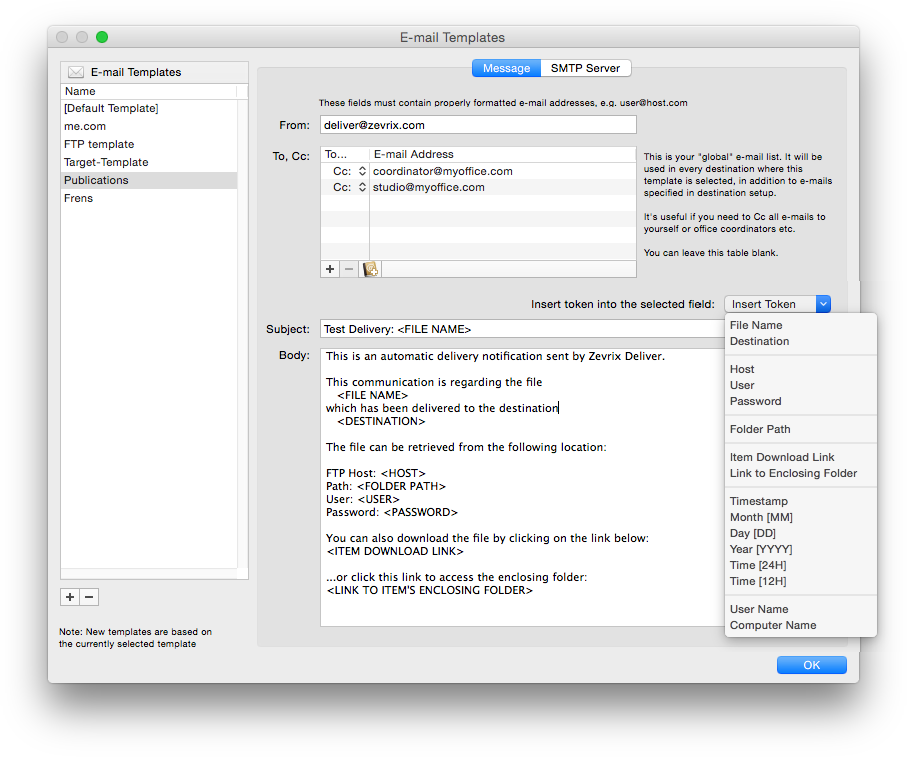 E-mail Templates
E-mail Templates
Name
[Default Template]
me.com
FTP template
Target-Template
Publications
Frens
Note: New templates are based on
the currently selected template
Message
SMTP Server
These fields must contain properly formatted e-mail addresses, e.g. user@host.com
From:
deliver@zevrix.com
To, Cc:
To...
E-mail Address
Cc:
coordinator@myoffice.com
Cc:
studio@myoffice.com
This is your "global" e-mail list. It will be
used in every destination where this
template is selected, in addition to e-mails
specified in destination setup.
It's useful if you need to Cc all e-mails to
yourself or office coordinators etc.
You can leave this table blank.
Insert token into the selected field:
Insert Token
Subject:
Test Delivery: <FILE NAME>
Body:
This is an automatic delivery notification sent by Zevrix Deliver.
This communication is regarding the file
<FILE NAME>
which has been delivered to the destination
<DESTINATION>
The file can be retrieved from the following location:
FTP Host: <HOST>
Path: <FOLDER PATH>
User: <USER>
Password: <PASSWORD>
You can also download the file by clicking on the link below:
<ITEM DOWNLOAD LINK>
...or click this link to access the enclosing folder:
<LINK TO ITEM'S ENCLOSING FOLDER>
File Name
Destination
Host
User
Password
Folder Path
Item Download Link
Link to Enclosing Folder
Timestamp
Month [MM]
Day [DD]
Year [YYYY]
Time [24H]
Time [12H]
User Name
Computer Name
OK